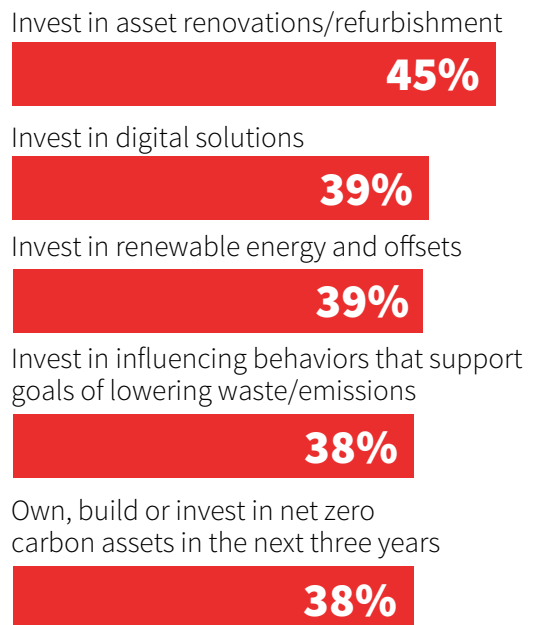 Invest in asset renovations/refurbishment
45%
Invest in digital solutions
39%
Invest in renewable energy and offsets
39%
Invest in influencing behaviors that support
goals of lowering waste/emissions
38%
Own, build or invest in net zero
carbon assets in the next three years
38%